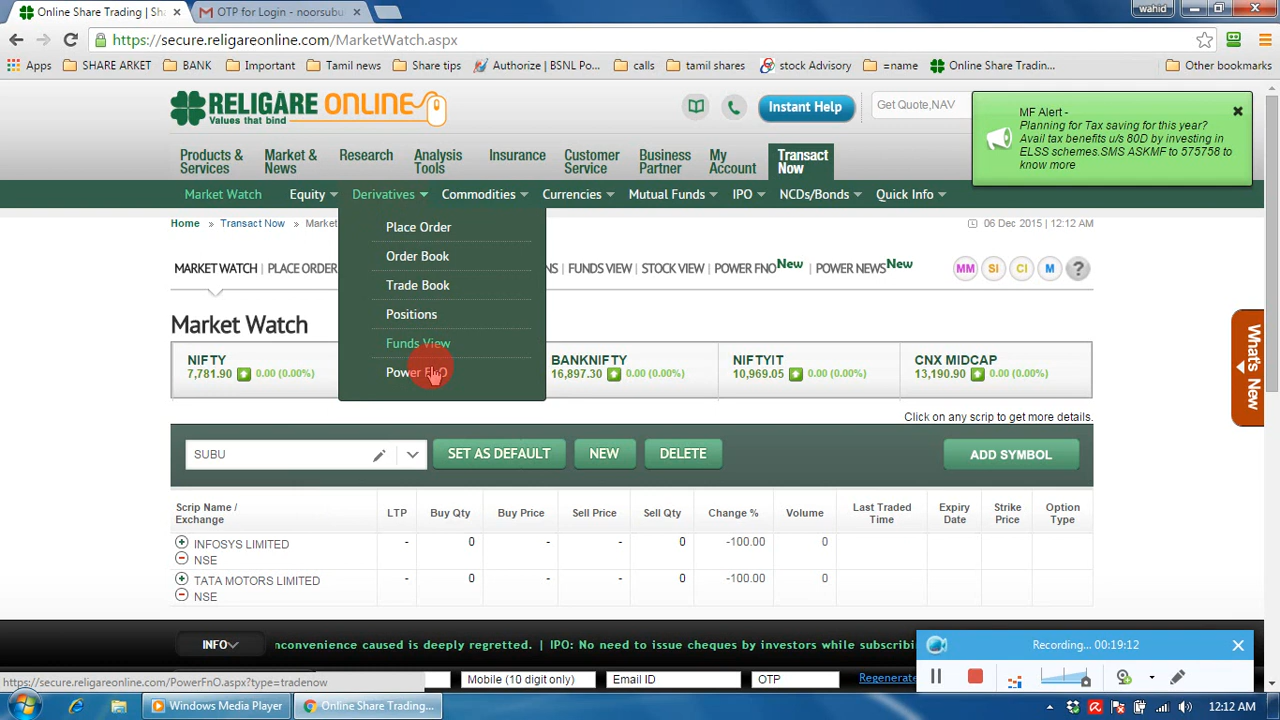 Online Share Trading | Sha
OTP for Login - noorsube
wahid
https://secure.religareonline.com/MarketWatch.aspx
Apps
SHARE ARKET
BANK
Important
Tamil news
Share tips
Authorize | BSNL Po...
calls
tamil shares
stock Advisory
=name
Online Share Tradin...
Other bookmarks
RELIGARE ONLINE
Values that bind
Instant Help
Get Quote,NAV
MF Alert -
Planning for Tax saving for this year?
Avail tax benefits u/s 80D by investing in
ELSS schemes.SMS ASKMF to 575758 to
know more
Products &
Services
Market &
News
Research
Analysis
Tools
Insurance
Customer
Service
Business
Partner
My
Account
Transact
Now
Market Watch
Equity
Derivatives
Commodities
Currencies
Mutual Funds
IPO
NCDs/Bonds
Quick Info
Home
Transact Now
Market
06 Dec 2015 | 12:12 AM
Place Order
Order Book
Trade Book
Positions
Funds View
Power FnO
MARKET WATCH | PLACE ORDER
NS | FUNDS VIEW | STOCK VIEW | POWER FNO New | POWER NEWS New
MM
SI
CI
M
?
Market Watch
NIFTY
7,781.90 0.00 (0.00%)
BANKNIFTY
16,897.30 0.00 (0.00%)
NIFTYIT
10,969.05 0.00 (0.00%)
CNX MIDCAP
13,190.90 0.00 (0.00%)
What's New
Click on any scrip to get more details.
SUBU
SET AS DEFAULT
NEW
DELETE
ADD SYMBOL
Scrip Name /
Exchange
LTP
Buy Qty
Buy Price
Sell Price
Sell Qty
Change %
Volume
Last Traded
Time
Expiry
Date
Strike
Price
Option
Type
INFOSYS LIMITED - 0 - - 0 -100.00 0
NSE
TATA MOTORS LIMITED - 0 - - 0 -100.00 0
NSE
INFO
nconvenience caused is deeply regretted. | IPO: No need to issue cheques by investors while subscribi
Recording... 00:19:12
https://secure.religareonline.com/PowerFnO.aspx?type=tradenow
Mobile (10 digit only)
Email ID
OTP
Regenerate
Windows Media Player
Online Share Trading...
12:12 AM